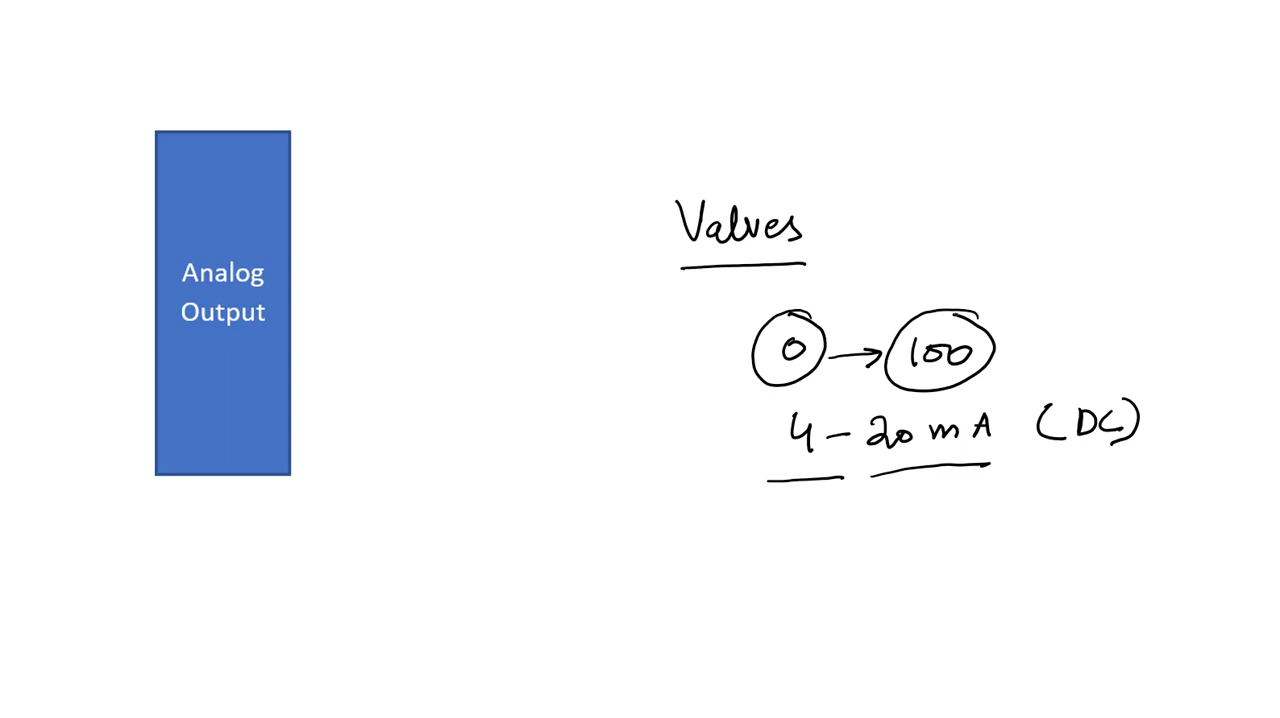 Analog
Output
Valves
0 → 100
4 - 20 mA (DC)